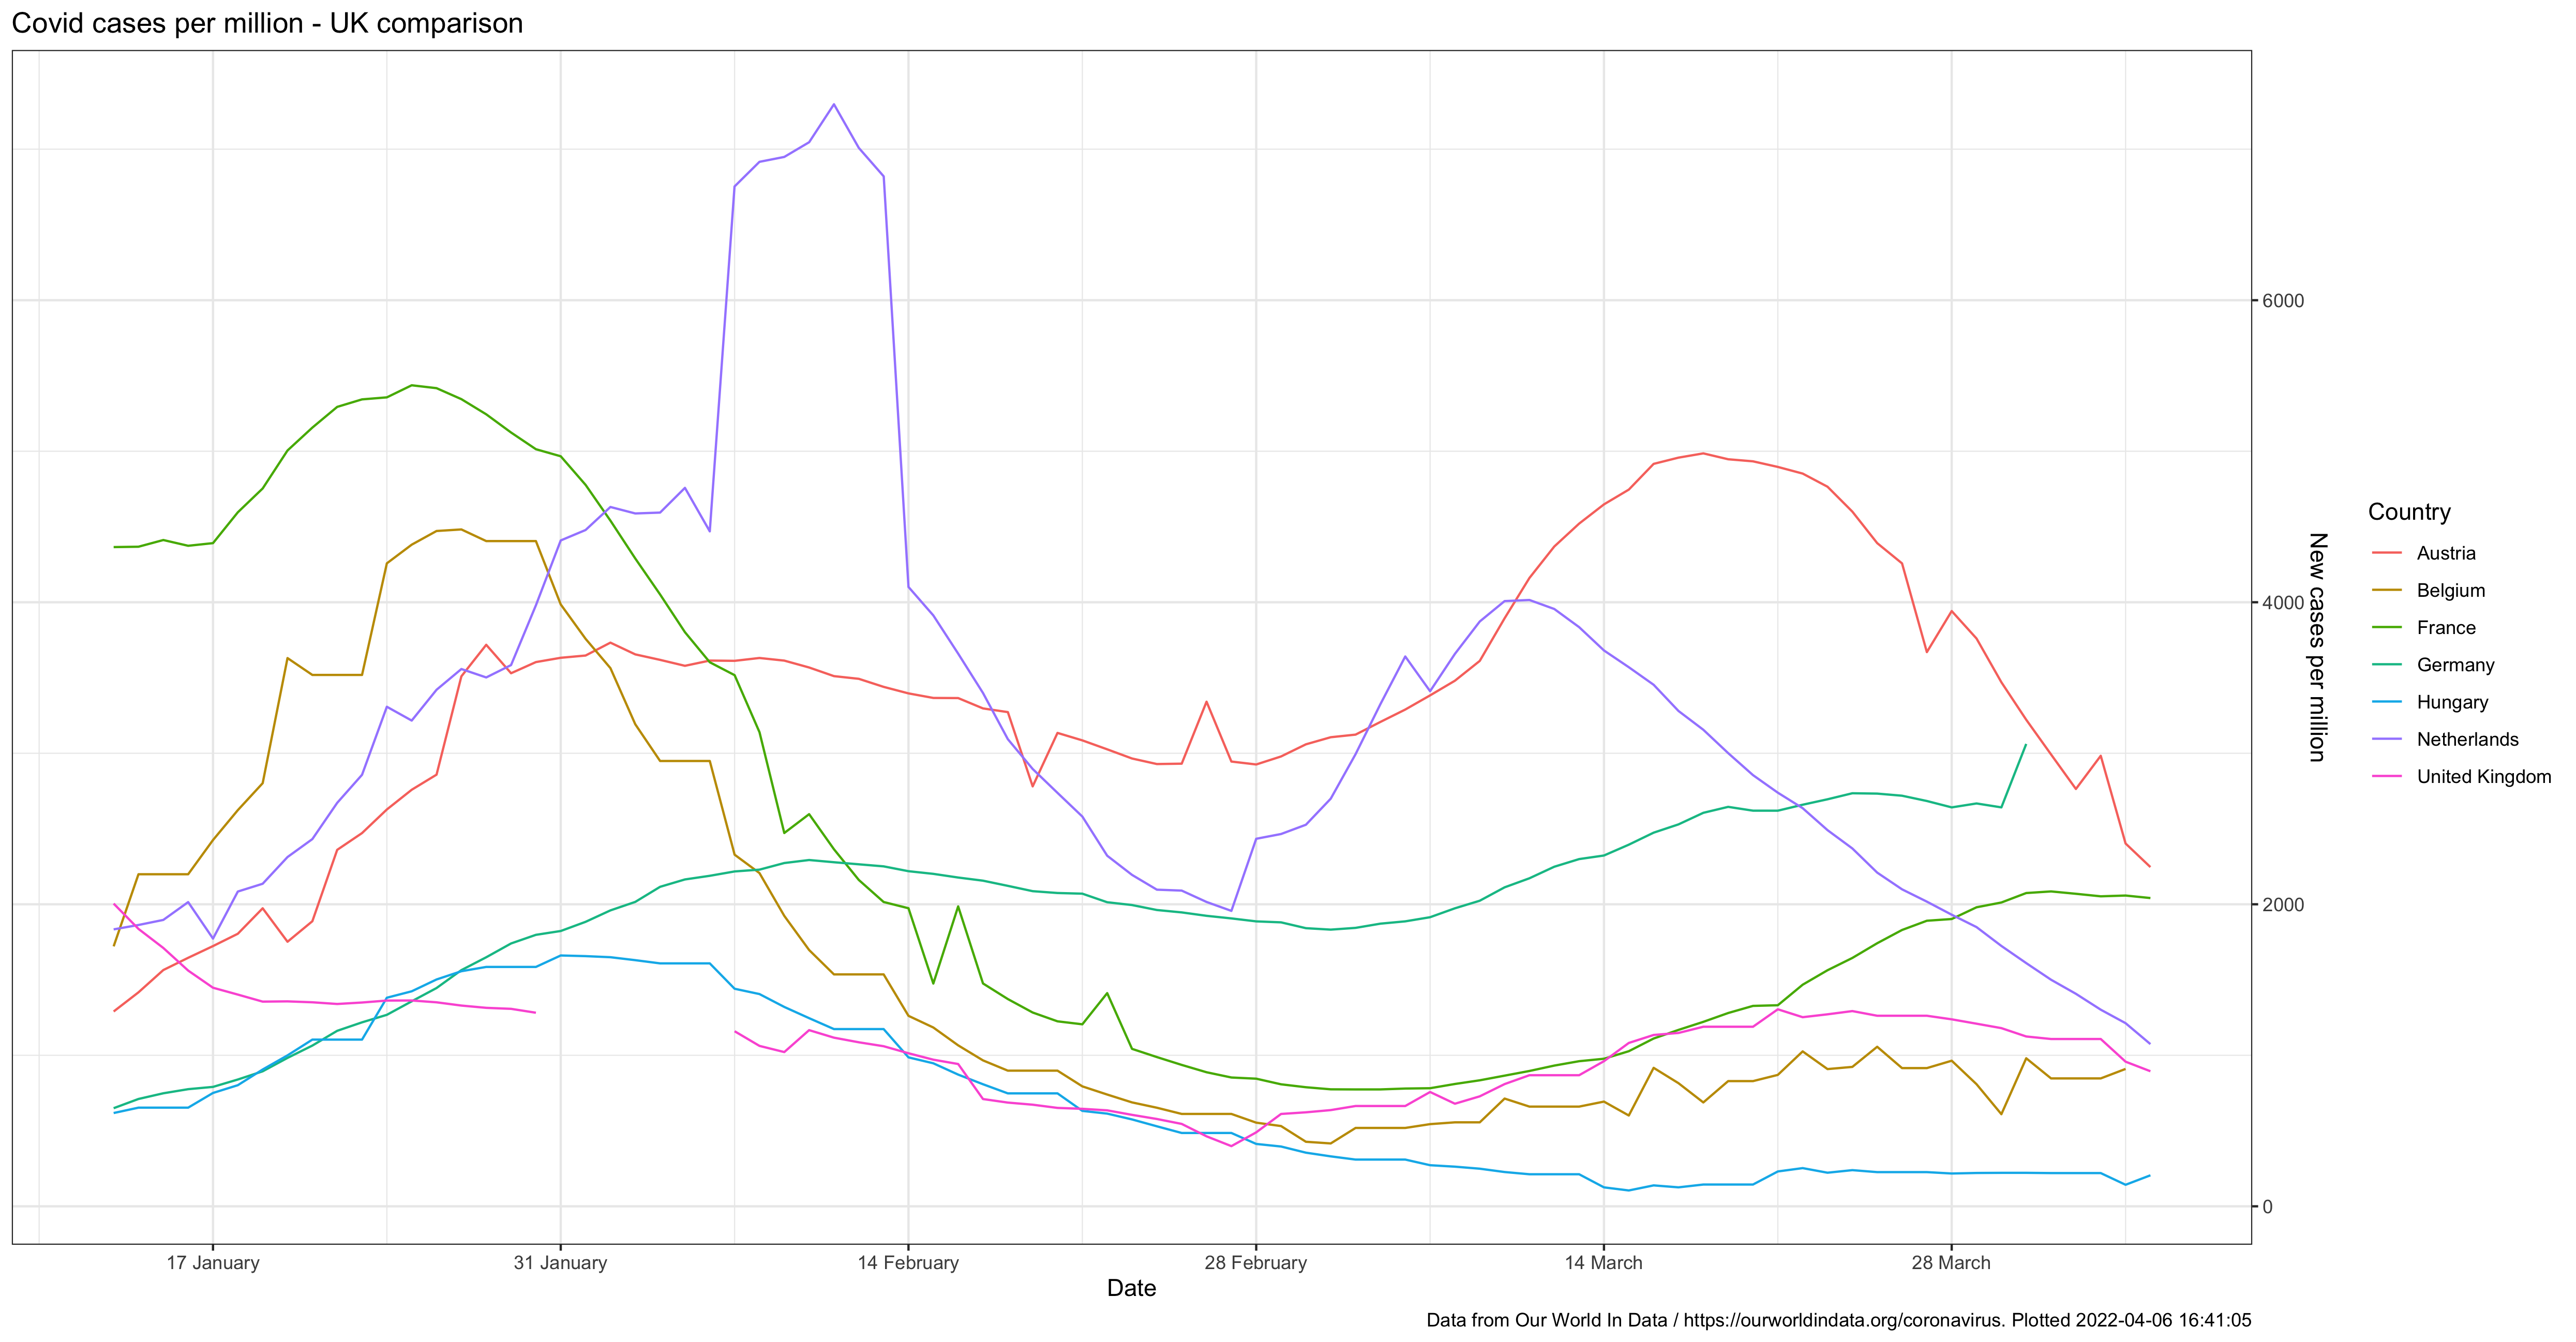 Covid cases per million - UK comparison
6000
4000
2000
0
New cases per million
Country
Austria
Belgium
France
Germany
Hungary
Netherlands
United Kingdom
17 January
31 January
14 February
28 February
14 March
28 March
Date
Data from Our World In Data / https://ourworldindata.org/coronavirus. Plotted 2022-04-06 16:41:05